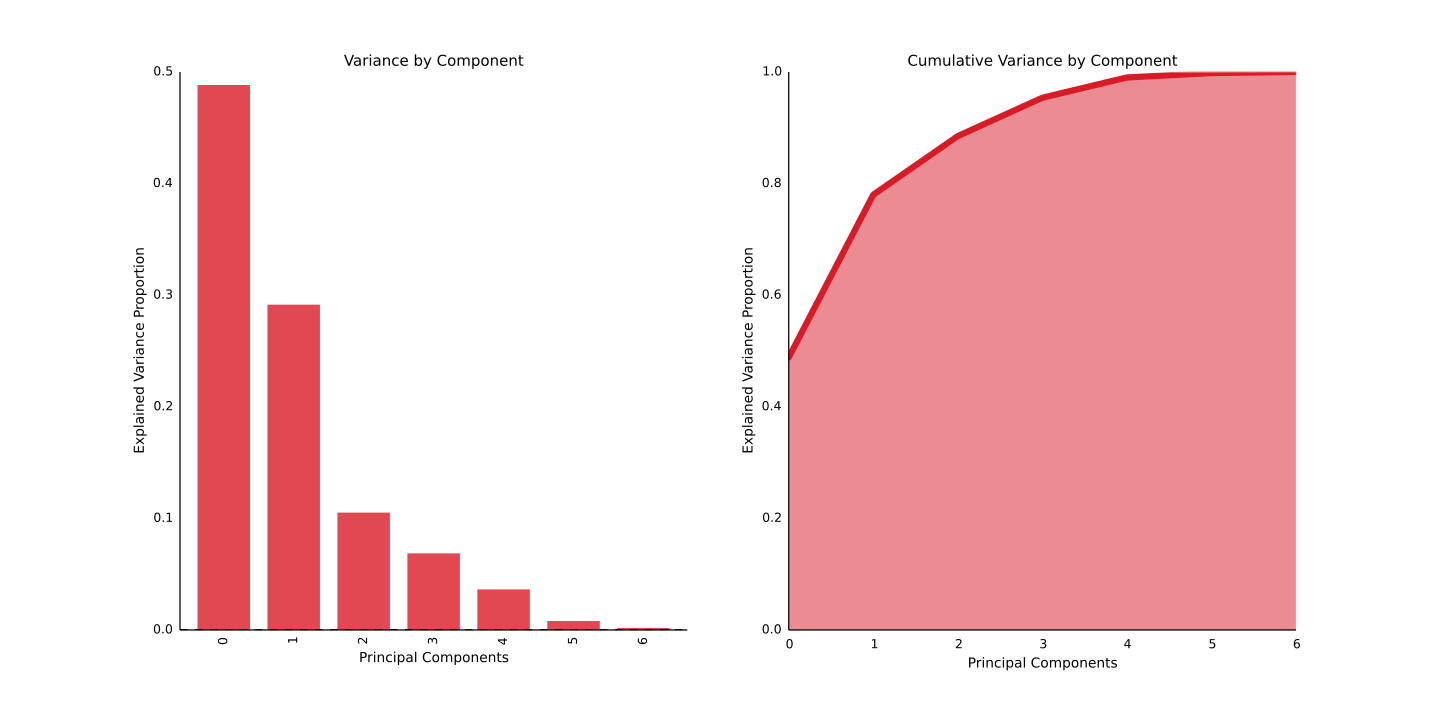 Variance by Component
0.5
0.4
0.3
0.2
0.1
0.0
Explained Variance Proportion
0 1 2 3 4 5 6
Principal Components
Cumulative Variance by Component
1.0
0.8
0.6
0.4
0.2
0.0
Explained Variance Proportion
0 1 2 3 4 5 6
Principal Components